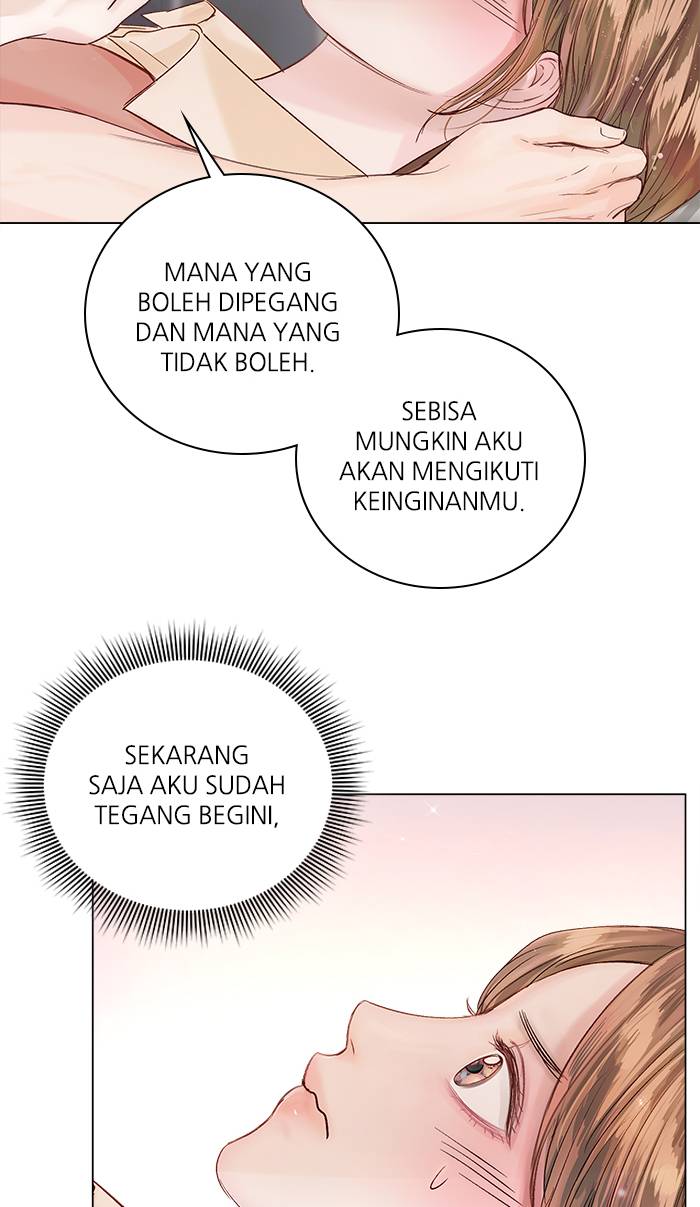 MANA YANG
BOLEH DIPEGANG
DAN MANA YANG
TIDAK BOLEH.
SEBISA
MUNGKIN AKU
AKAN MENGIKUTI
KEINGINANMU.
SEKARANG
SAJA AKU SUDAH
TEGANG BEGINI,